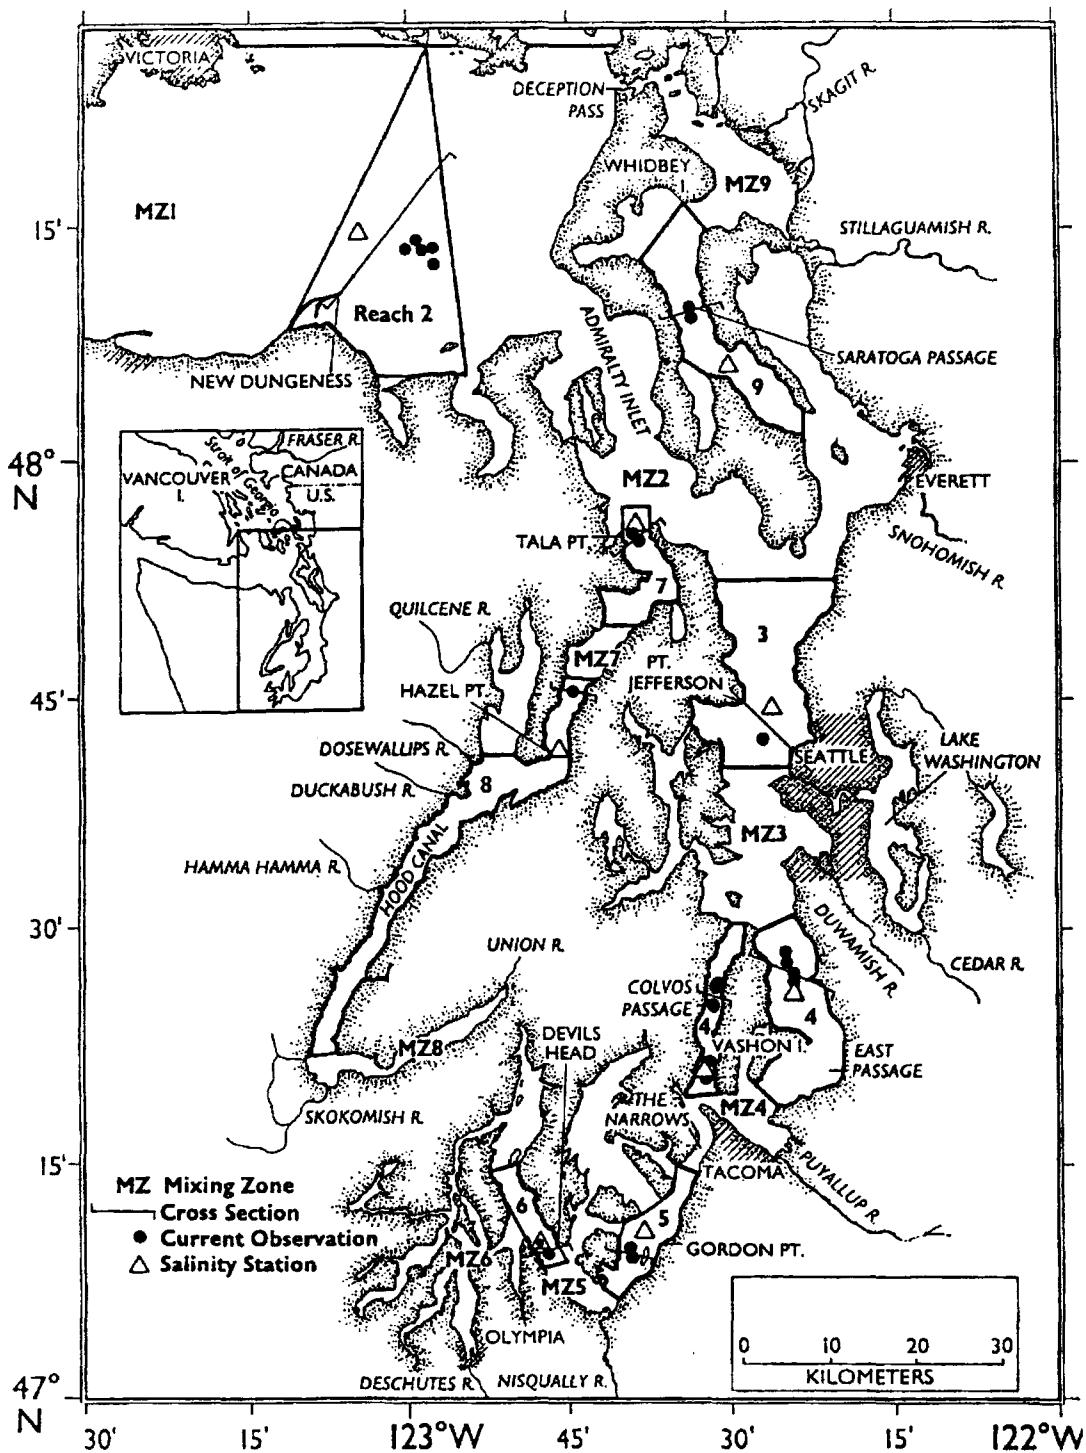 VICTORIA
DECEPTION
PASS
SKAGIT R.
WHIDBEY
I.
MZ9
MZ1
15'
STILLAGUAMISH R.
Reach 2
ADMIRALTY INLET
SARATOGA PASSAGE
NEW DUNGENESS
9
FRASER R.
Strait of Georgia
VANCOUVER
I.
CANADA
U.S.
48°
N
MZ2
EVERETT
SNOHOMISH R.
TALA PT.
7
QUILCENE R.
3
MZ7
PT.
JEFFERSON
HAZEL PT.
45'
DOSEWALLIPS R.
SEATTLE
LAKE
WASHINGTON
DUCKABUSH R.
8
MZ3
HOOD CANAL
HAMMA HAMMA R.
30'
DUWAMISH R.
CEDAR R.
UNION R.
COLVOS
PASSAGE
4
4
DEVILS
HEAD
VASHON I.
EAST
PASSAGE
MZ8
THE
NARROWS
MZ4
SKOKOMISH R.
15'
TACOMA
PUYALLUP R.
MZ Mixing Zone
Cross Section
Current Observation
Salinity Station
6
5
GORDON PT.
MZ6
MZ5
OLYMPIA
DESCHUTES R.
NISQUALLY R.
0 10 20 30
KILOMETERS
47°
N
30' 15' 123°W 45' 30' 15' 122°W